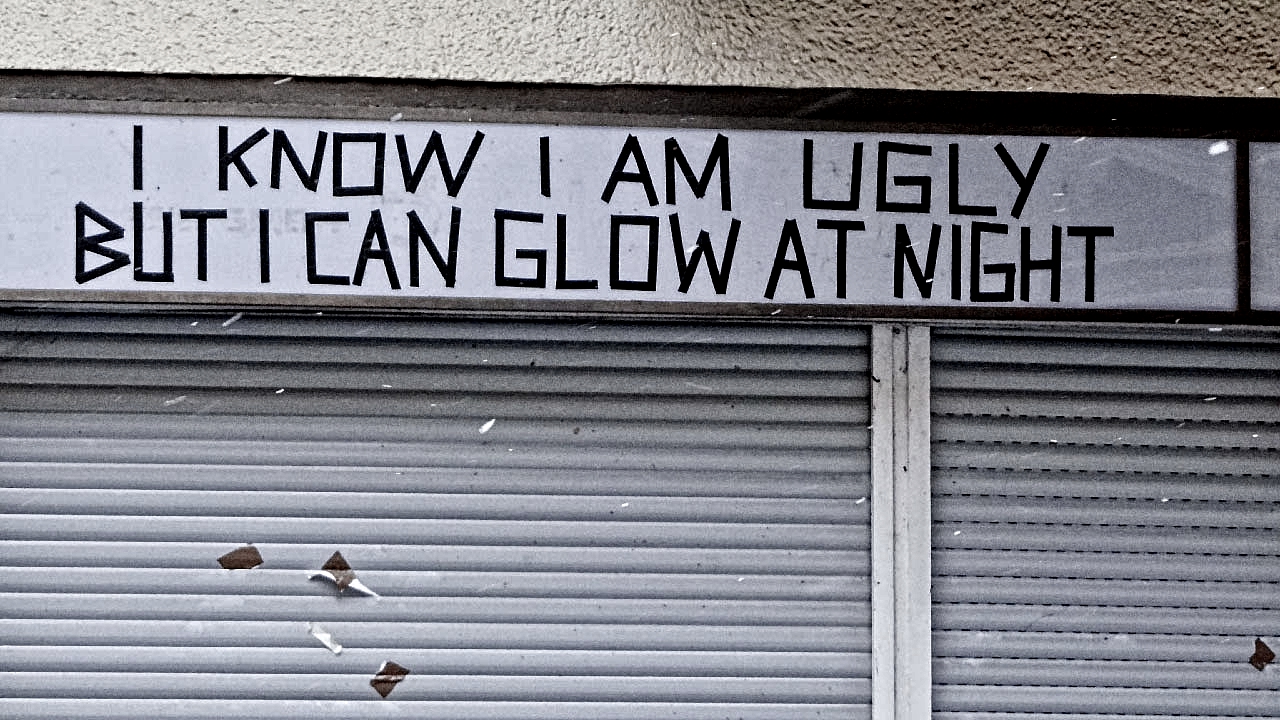 I KNOW I AM UGLY
BUT I CAN GLOW AT NIGHT